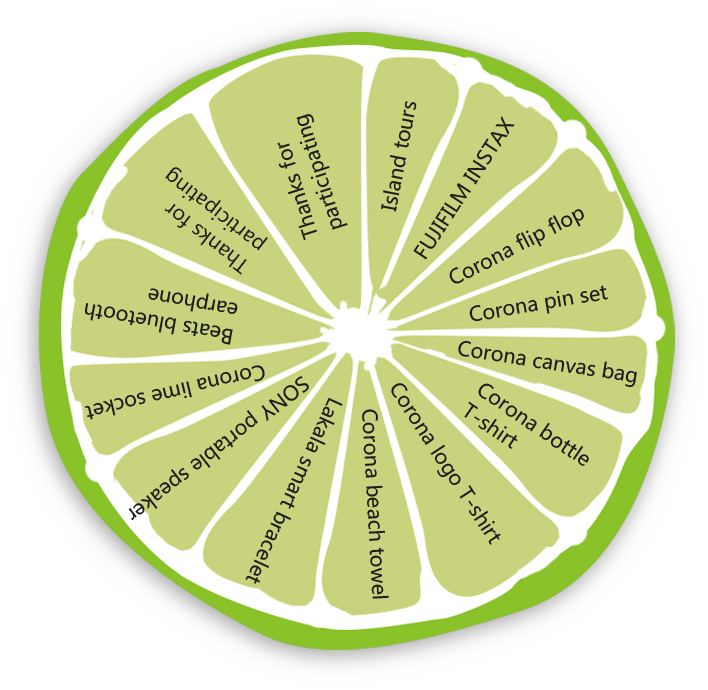 Island tours
FUJIFILM INSTAX
Corona flip flop
Corona pin set
Corona canvas bag
Corona bottle
T-shirt
Corona logo T-shirt
Corona beach towel
Lakala smart bracelet
SONY portable speaker
Corona lime socket
Beats bluetooth
earphone
Thanks for
participating
Thanks for
participating